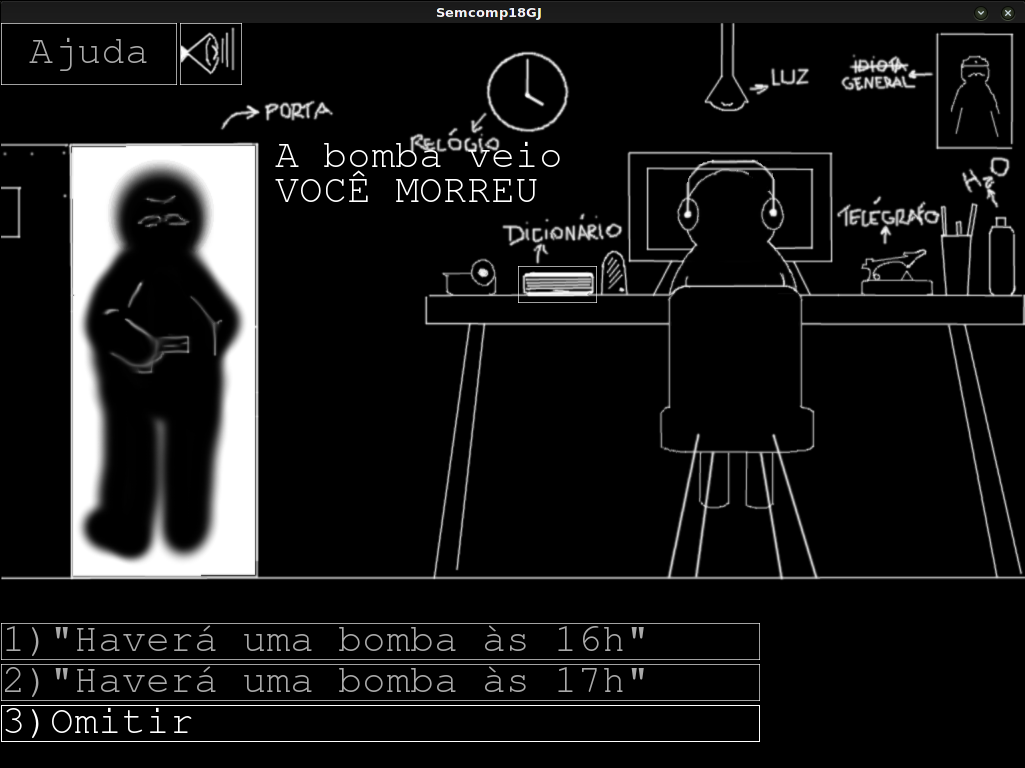 Semcomp18GJ
Ajuda
PORTA
RELÓGIO
LUZ
IDIOTA
GENERAL
A bomba veio
VOCÊ MORREU
H2O
DICIONÁRIO
TELÉGRAFO
1)"Haverá uma bomba às 16h"
2)"Haverá uma bomba às 17h"
3)Omitir